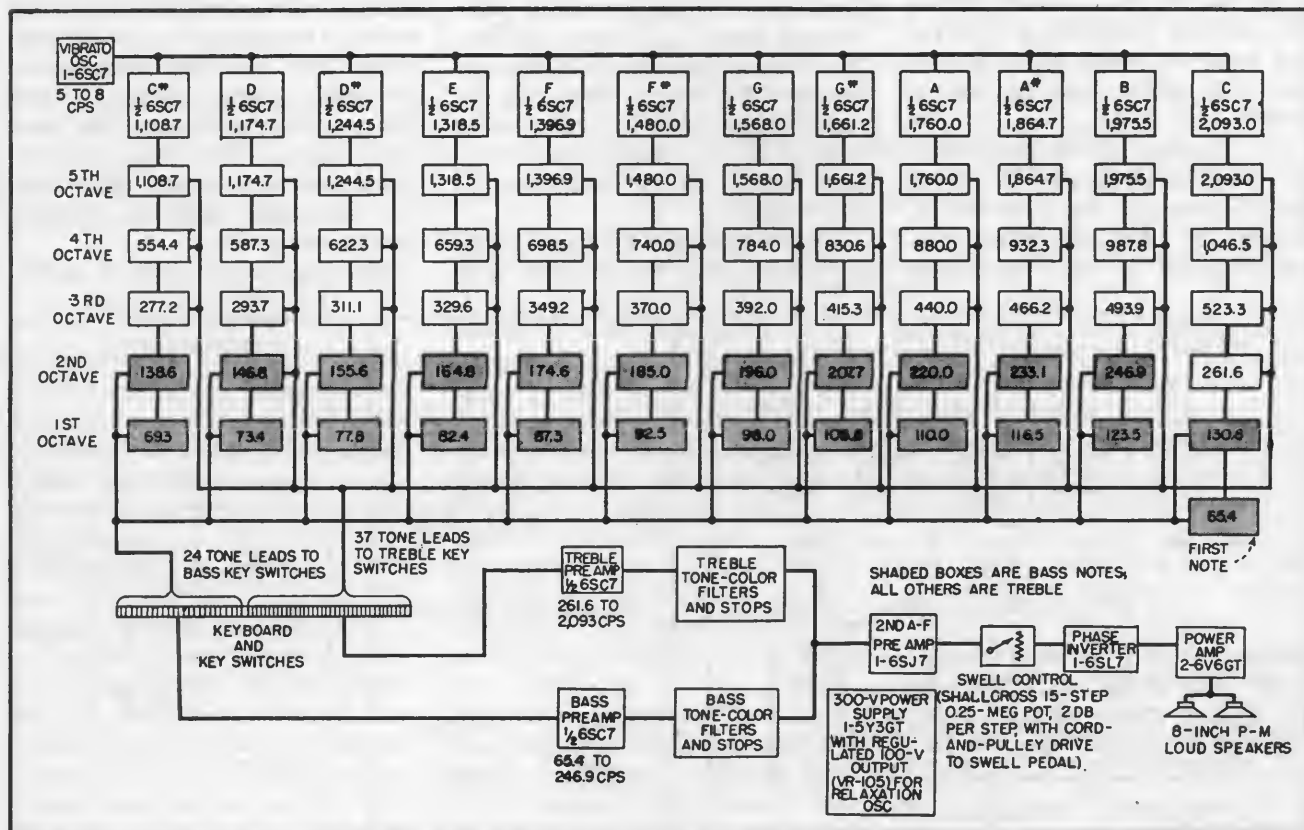 VIBRATO
OSC
1-6SC7
5 TO 8
CPS
C#
½ 6SC7
1,108.7
D
½ 6SC7
1,174.7
D#
½ 6SC7
1,244.5
E
½ 6SC7
1,318.5
F
½ 6SC7
1,396.9
F#
½ 6SC7
1,480.0
G
½ 6SC7
1,568.0
G#
½ 6SC7
1,661.2
A
½ 6SC7
1,760.0
A#
½ 6SC7
1,864.7
B
½ 6SC7
1,975.5
C
½ 6SC7
2,093.0
5TH
OCTAVE
1,108.7 1,174.7 1,244.5 1,318.5 1,396.9 1,480.0 1,568.0 1,661.2 1,760.0 1,864.7 1,975.5 2,093.0
4TH
OCTAVE
554.4 587.3 622.3 659.3 698.5 740.0 784.0 830.6 880.0 932.3 987.8 1,046.5
3RD
OCTAVE
277.2 293.7 311.1 329.6 349.2 370.0 392.0 415.3 440.0 466.2 493.9 523.3
2ND
OCTAVE
138.6 146.8 155.6 164.8 174.6 185.0 196.0 207.7 220.0 233.1 246.9 261.6
1ST
OCTAVE
69.3 73.4 77.8 82.4 87.3 92.5 98.0 110.0 116.5 123.5 130.8
65.4
FIRST
NOTE
24 TONE LEADS TO
BASS KEY SWITCHES
37 TONE LEADS
TO TREBLE KEY
SWITCHES
KEYBOARD
AND
KEY SWITCHES
TREBLE
PREAMP
½ 6SC7
261.6 TO
2,093 CPS
TREBLE
TONE-COLOR
FILTERS
AND STOPS
BASS
PREAMP
½ 6SC7
65.4 TO
246.9 CPS
BASS
TONE-COLOR
FILTERS
AND STOPS
SHADED BOXES ARE BASS NOTES,
ALL OTHERS ARE TREBLE
2ND A-F
PRE AMP
1-6SJ7
SWELL CONTROL
(SHALLCROSS 15-STEP
0.25-MEG POT, 2 DB
PER STEP, WITH CORD-
AND-PULLEY DRIVE
TO SWELL PEDAL)
PHASE
INVERTER
1-6SL7
POWER
AMP
2-6V6GT
8-INCH P-M
LOUD SPEAKERS
300-V POWER
SUPPLY
1-5Y3GT
WITH REGU-
LATED 100-V
OUTPUT
(VR-105) FOR
RELAXATION
OSC